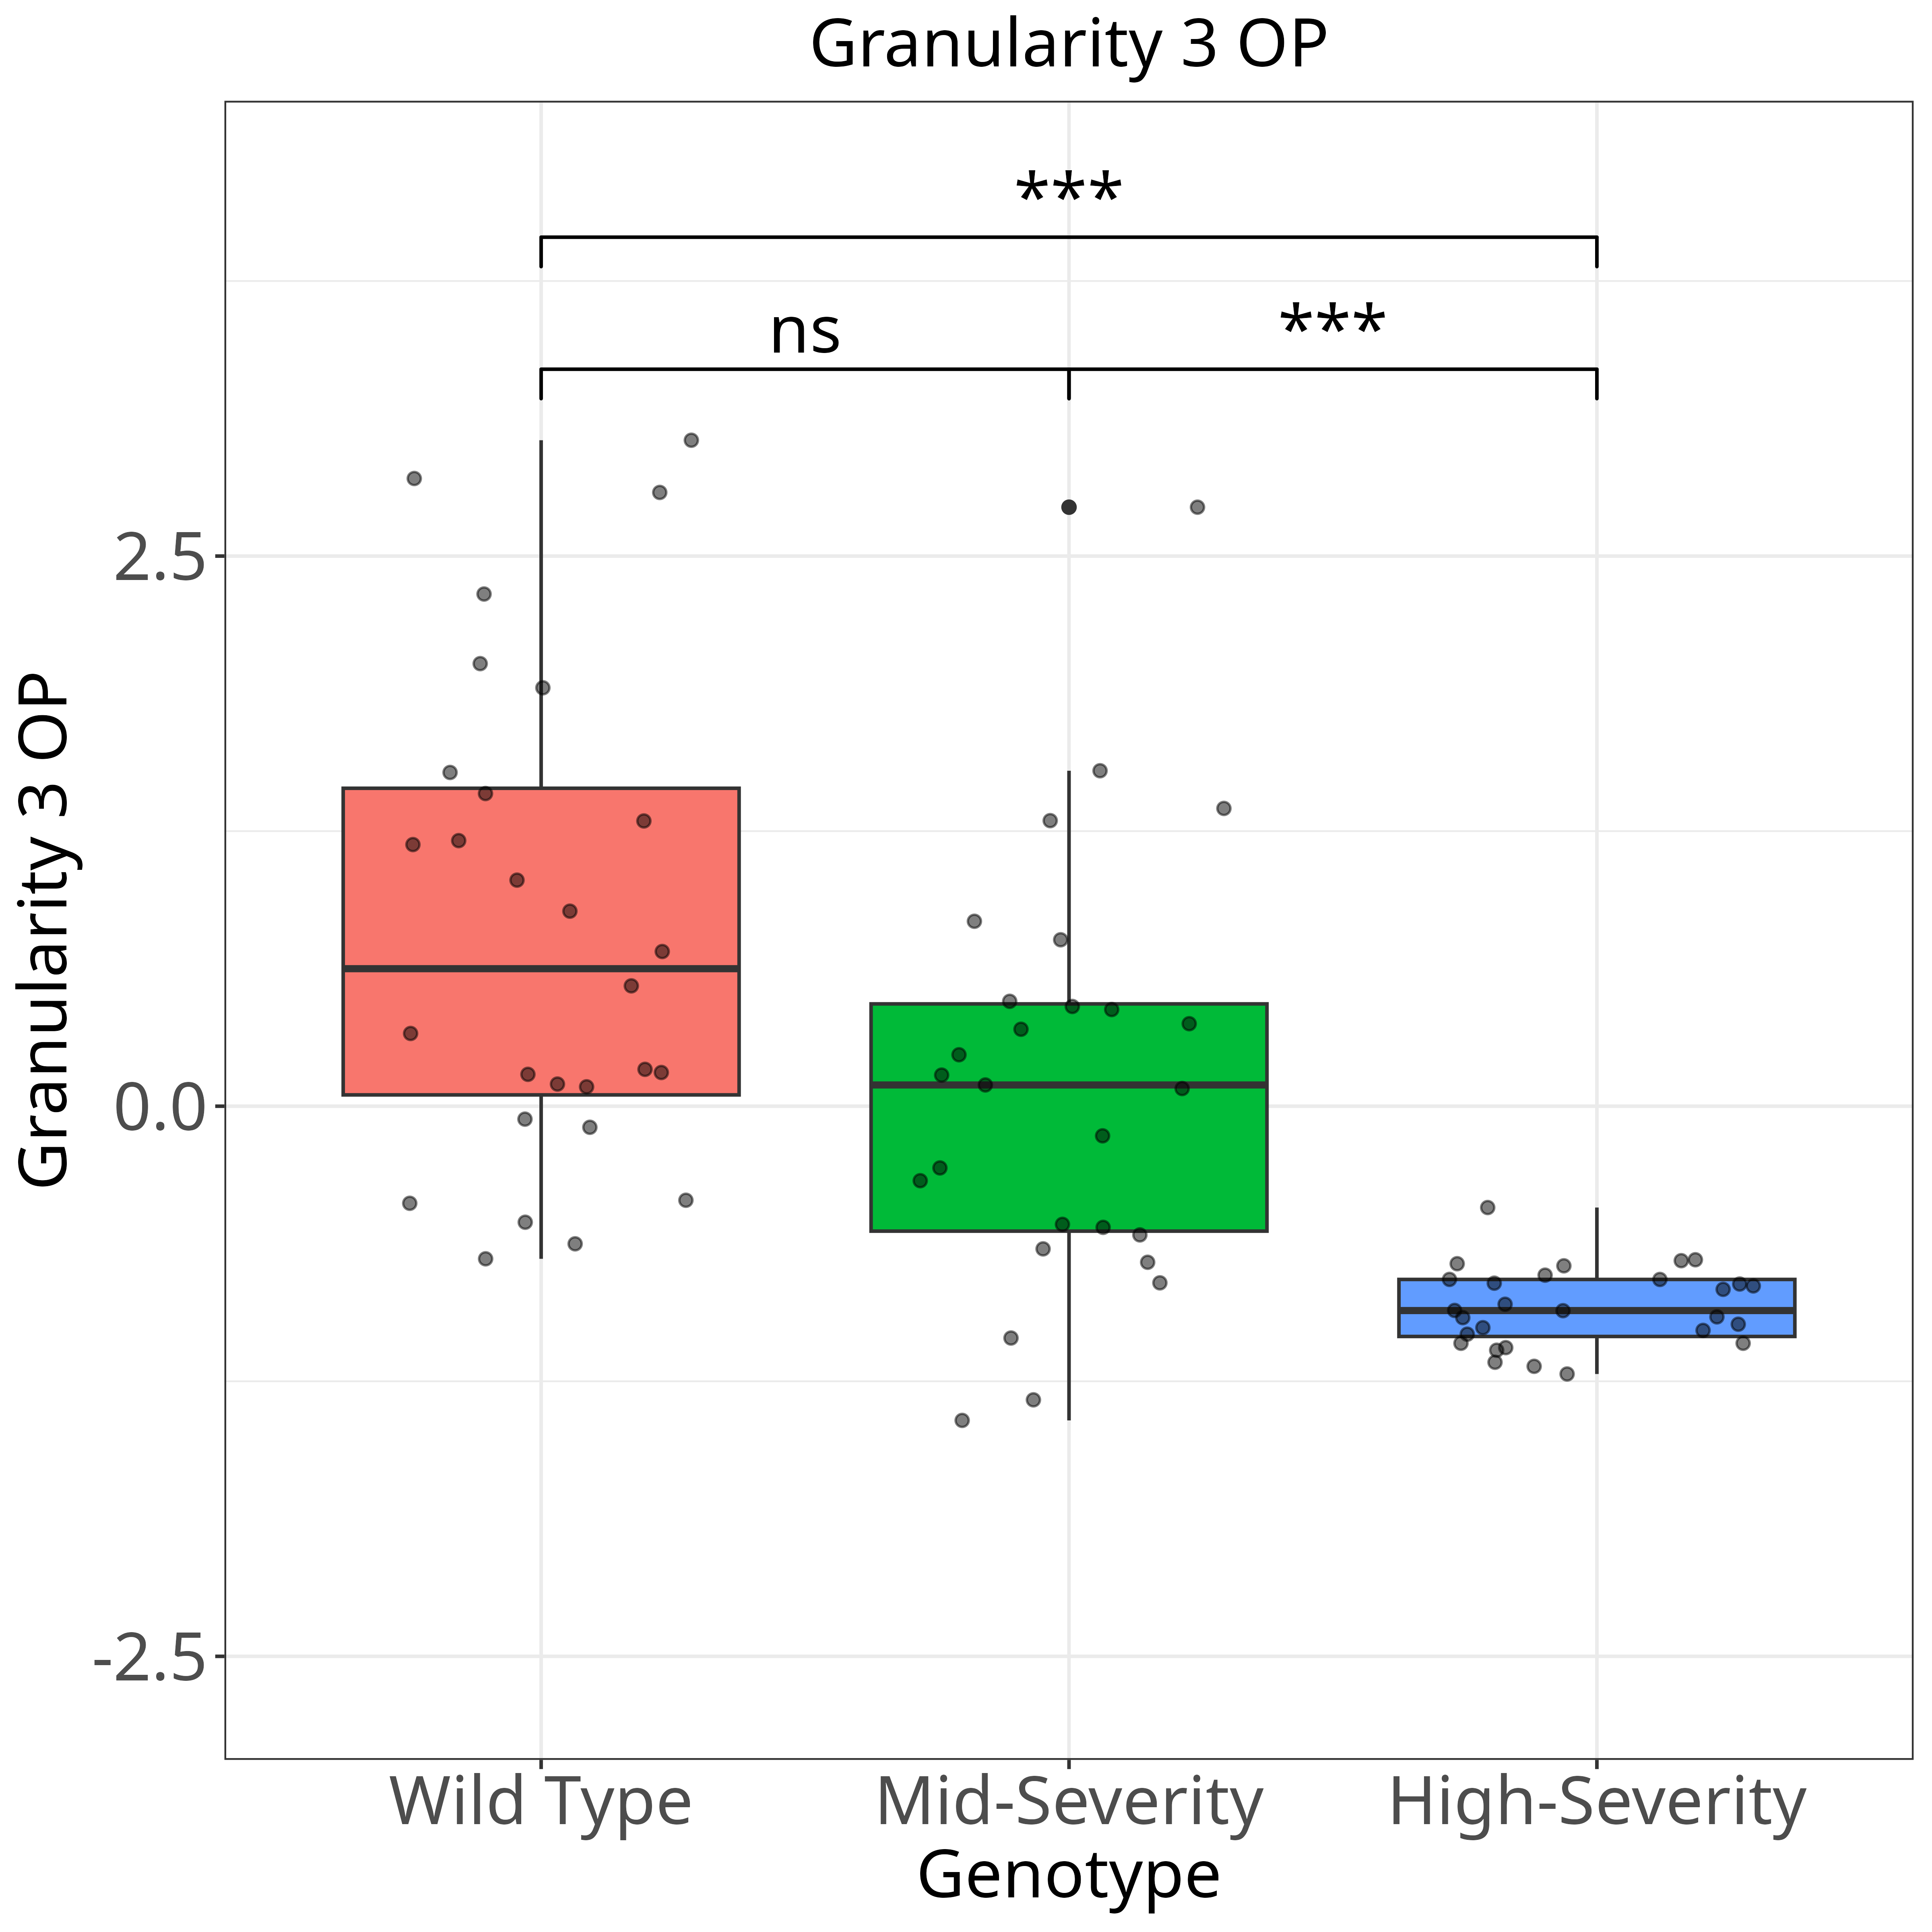 Granularity 3 OP
***
ns
***
Granularity 3 OP
2.5
0.0
-2.5
Wild Type
Mid-Severity
High-Severity
Genotype